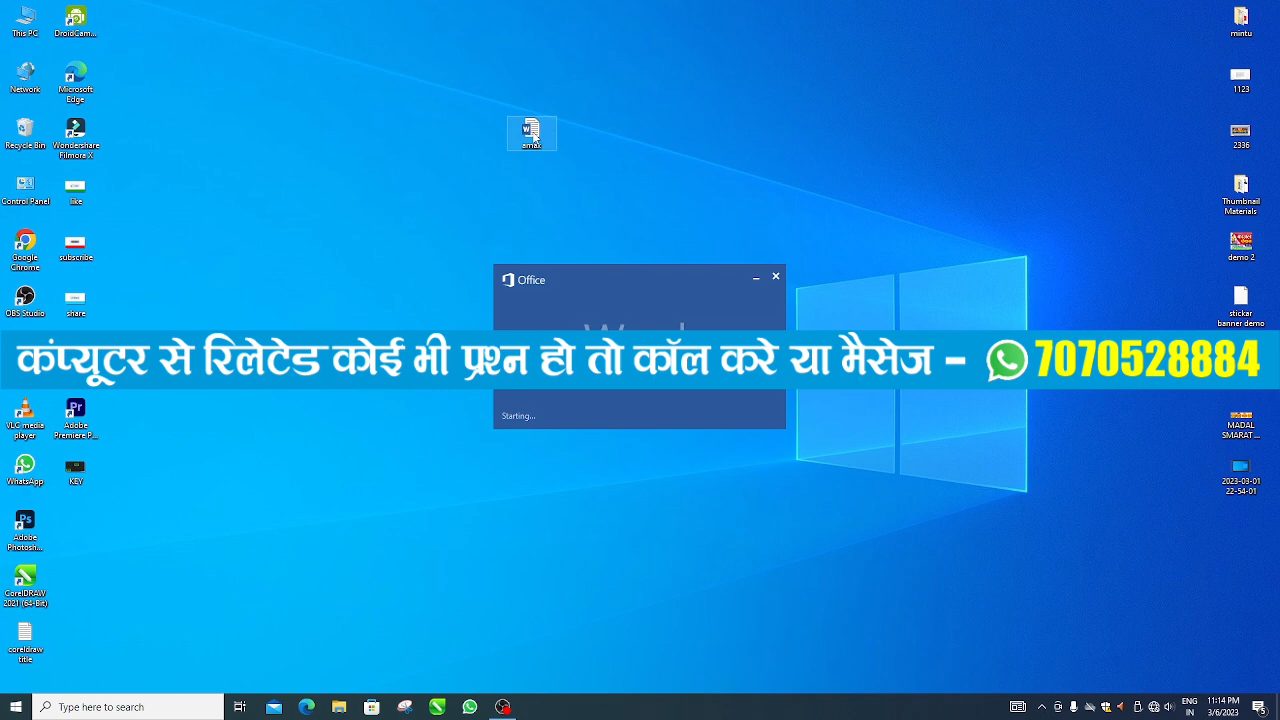 This PC
DroidGam...
Network
Microsoft
Edge
Recycle Bin
Wondershare
Filmora X
Control Panel
like
Google
Chrome
subscribe
OBS Studio
share
amak
Office
कंप्यूटर से रिलेटेड कोई भी प्रश्न हो तो कॉल करे या मैसेज - 7070528884
Starting...
VLC media
player
Adobe
Premiere P...
WhatsApp
KEY
Adobe
Photosh...
CorelDRAW
2021 (64-Bit)
coreldraw
title
mintu
1123
2336
Thumbnail
Materials
demo 2
stickar
banner demo
MADAL
SMARAT ...
2023-03-01
22-54-01
Type here to search
ENG
IN
11:14 PM
3/6/2023